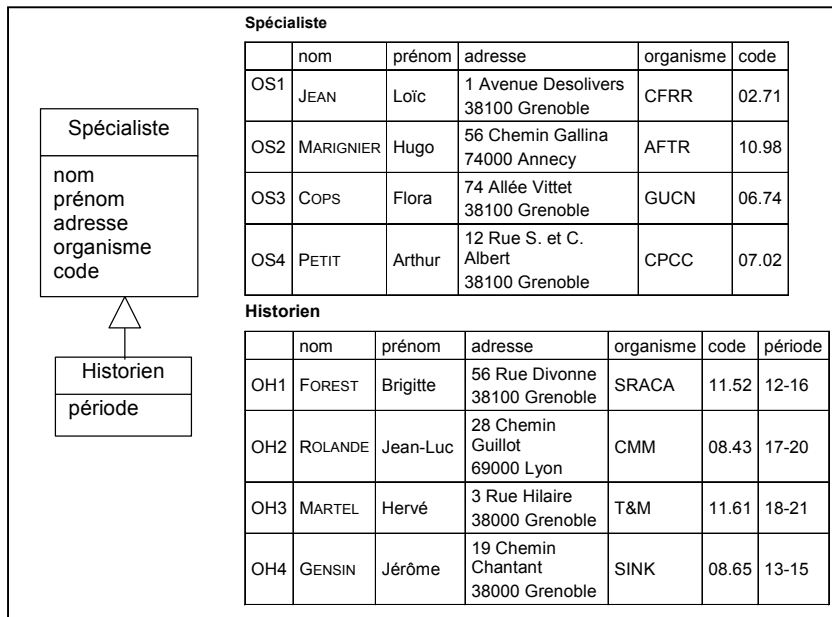 Spécialiste
nom
prénom
adresse
organisme
code
Historien
période
Spécialiste
nom prénom adresse organisme code
OS1 JEAN Loïc 1 Avenue Desolivers 38100 Grenoble CFRR 02.71
OS2 MARIGNIER Hugo 56 Chemin Gallina 74000 Annecy AFTR 10.98
OS3 COPS Flora 74 Allée Vittet 38100 Grenoble GUCN 06.74
OS4 PETIT Arthur 12 Rue S. et C. Albert 38100 Grenoble CPCC 07.02
Historien
nom prénom adresse organisme code période
OH1 FOREST Brigitte 56 Rue Divonne 38100 Grenoble SRACA 11.52 12-16
OH2 ROLANDE Jean-Luc 28 Chemin Guillot 69000 Lyon CMM 08.43 17-20
OH3 MARTEL Hervé 3 Rue Hilaire 38000 Grenoble T&M 11.61 18-21
OH4 GENSIN Jérôme 19 Chemin Chantant 38000 Grenoble SINK 08.65 13-15